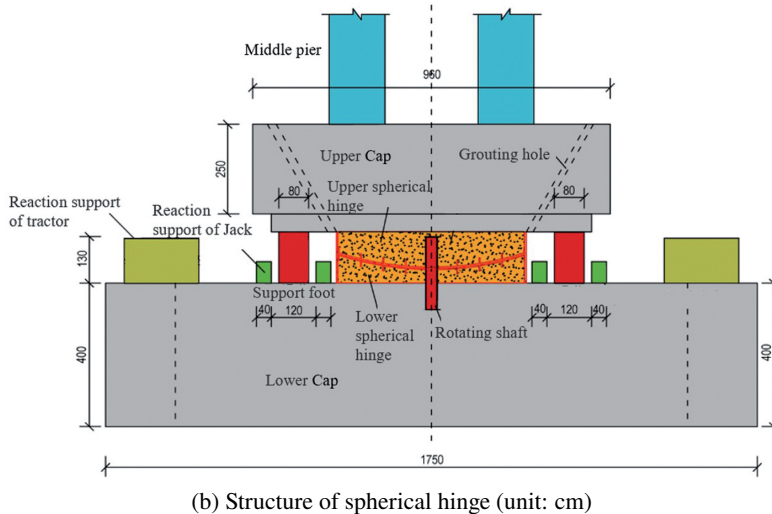 Middle pier
960
250
Upper Cap
Grouting hole
80
Upper spherical
hinge
80
Reaction support
of tractor
Reaction
support of Jack
130
Support foot
40
120
40
Lower
spherical
hinge
Rotating shaft
40
120
40
400
Lower Cap
400
1750
(b) Structure of spherical hinge (unit: cm)